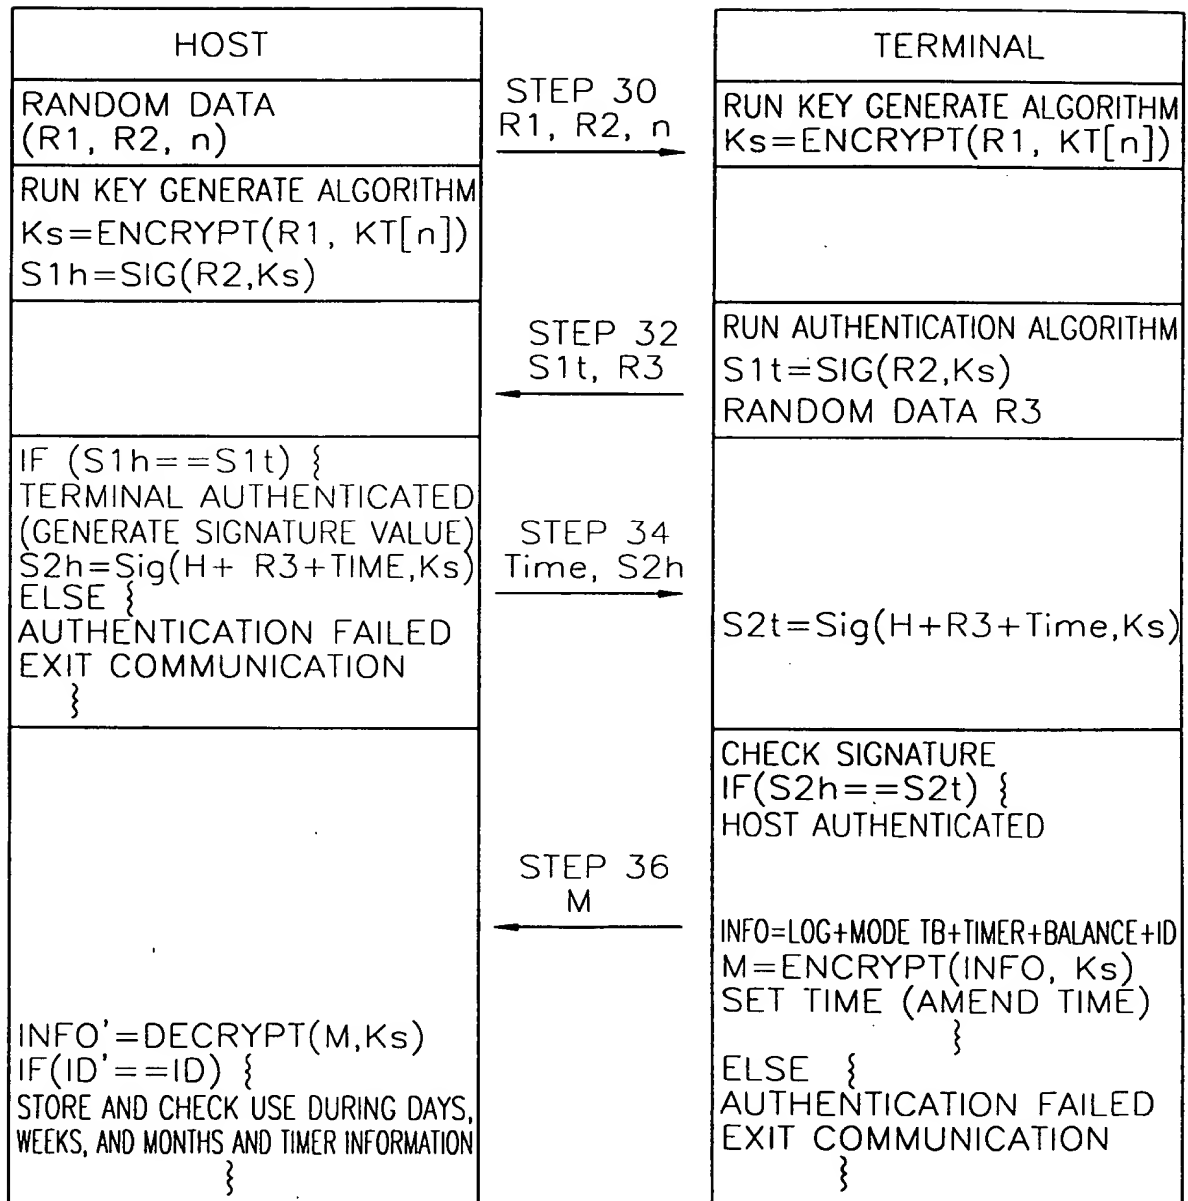 HOST
TERMINAL
RANDOM DATA
(R1, R2, n)
STEP 30
R1, R2, n
RUN KEY GENERATE ALGORITHM
Ks=ENCRYPT(R1, KT[n])
RUN KEY GENERATE ALGORITHM
Ks=ENCRYPT(R1, KT[n])
S1h=SIG(R2,Ks)
STEP 32
S1t, R3
RUN AUTHENTICATION ALGORITHM
S1t=SIG(R2,Ks)
RANDOM DATA R3
IF (S1h==S1t) {
TERMINAL AUTHENTICATED
(GENERATE SIGNATURE VALUE)
S2h=Sig(H+ R3+TIME,Ks)
ELSE {
AUTHENTICATION FAILED
EXIT COMMUNICATION
}
STEP 34
Time, S2h
S2t=Sig(H+R3+Time,Ks)
CHECK SIGNATURE
IF(S2h==S2t) {
HOST AUTHENTICATED
STEP 36
M
INFO=LOG+MODE TB+TIMER+BALANCE+ID
M=ENCRYPT(INFO, Ks)
SET TIME (AMEND TIME)
}
ELSE {
AUTHENTICATION FAILED
EXIT COMMUNICATION
}
INFO'=DECRYPT(M,Ks)
IF(ID'==ID) {
STORE AND CHECK USE DURING DAYS,
WEEKS, AND MONTHS AND TIMER INFORMATION
}